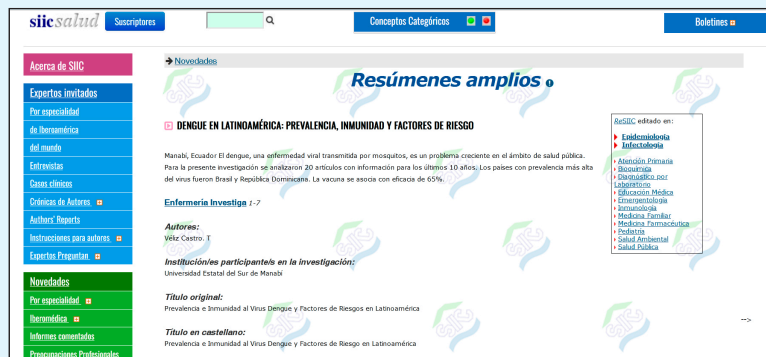 siicsalud
Suscriptores
Conceptos Categóricos
Boletines
Acerca de SIIC
Expertos invitados
Por especialidad
de Iberoamérica
del mundo
Entrevistas
Casos clínicos
Crónicas de Autores
Authors' Reports
Instrucciones para autores
Expertos Preguntan
Novedades
Por especialidad
Iberomédica
Informes comentados
Preocupaciones Profesionales
Novedades
Resúmenes amplios
DENGUE EN LATINOAMÉRICA: PREVALENCIA, INMUNIDAD Y FACTORES DE RIESGO
Manabí, Ecuador El dengue, una enfermedad viral transmitida por mosquitos, es un problema creciente en el ámbito de salud pública.
Para la presente investigación se analizaron 20 artículos con información para los últimos 10 años. Los países con prevalencia más alta
del virus fueron Brasil y República Dominicana. La vacuna se asocia con eficacia de 65%.
Enfermeria Investiga 1-7
Autores:
Véliz Castro. T
Institución/es participante/s en la investigación:
Universidad Estatal del Sur de Manabí
Título original:
Prevalencia e Inmunidad al Virus Dengue y Factores de Riesgos en Latinoamérica
Título en castellano:
Prevalencia e Inmunidad al Virus Dengue y Factores de Riesgo en Latinoamérica
ReSIIC editado en:
Epidemiología
Infectología
Atención Primaria
Bioquímica
Diagnóstico por
Laboratorio
Educación Médica
Emergentología
Inmunología
Medicina Familiar
Medicina Farmacéutica
Pediatría
Salud Ambiental
Salud Pública
-->